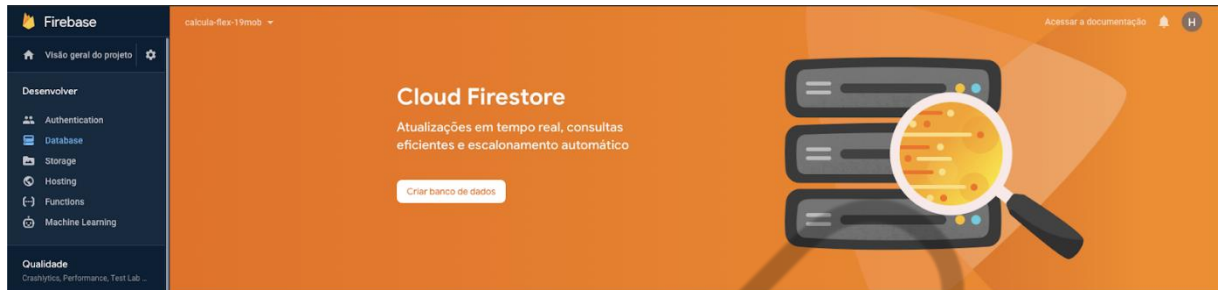 Firebase
Visão geral do projeto
Desenvolver
Authentication
Database
Storage
Hosting
Functions
Machine Learning
Qualidade
Crashlytics, Performance, Test Lab ...
calcula-flex-19mob
Acessar a documentação
H
Cloud Firestore
Atualizações em tempo real, consultas
eficientes e escalonamento automático
Criar banco de dados